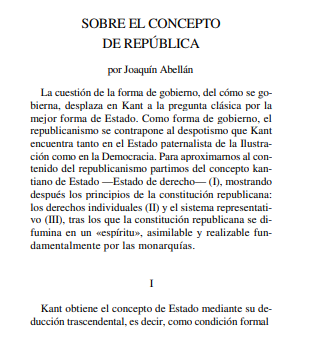 SOBRE EL CONCEPTO
DE REPÚBLICA
por Joaquín Abellán
La cuestión de la forma de gobierno, del cómo se go-
bierna, desplaza en Kant a la pregunta clásica por la
mejor forma de Estado. Como forma de gobierno, el
republicanismo se contrapone al despotismo que Kant
encuentra tanto en el Estado paternalista de la Ilustra-
ción como en la Democracia. Para aproximarnos al con-
tenido del republicanismo partimos del concepto kan-
tiano de Estado —Estado de derecho— (I), mostrando
después los principios de la constitución republicana:
los derechos individuales (II) y el sistema representati-
vo (III), tras los que la constitución republicana se di-
fumina en un «espíritu», asimilable y realizable fun-
damentalmente por las monarquías.
I
Kant obtiene el concepto de Estado mediante su de-
ducción trascendental, es decir, como condición formal